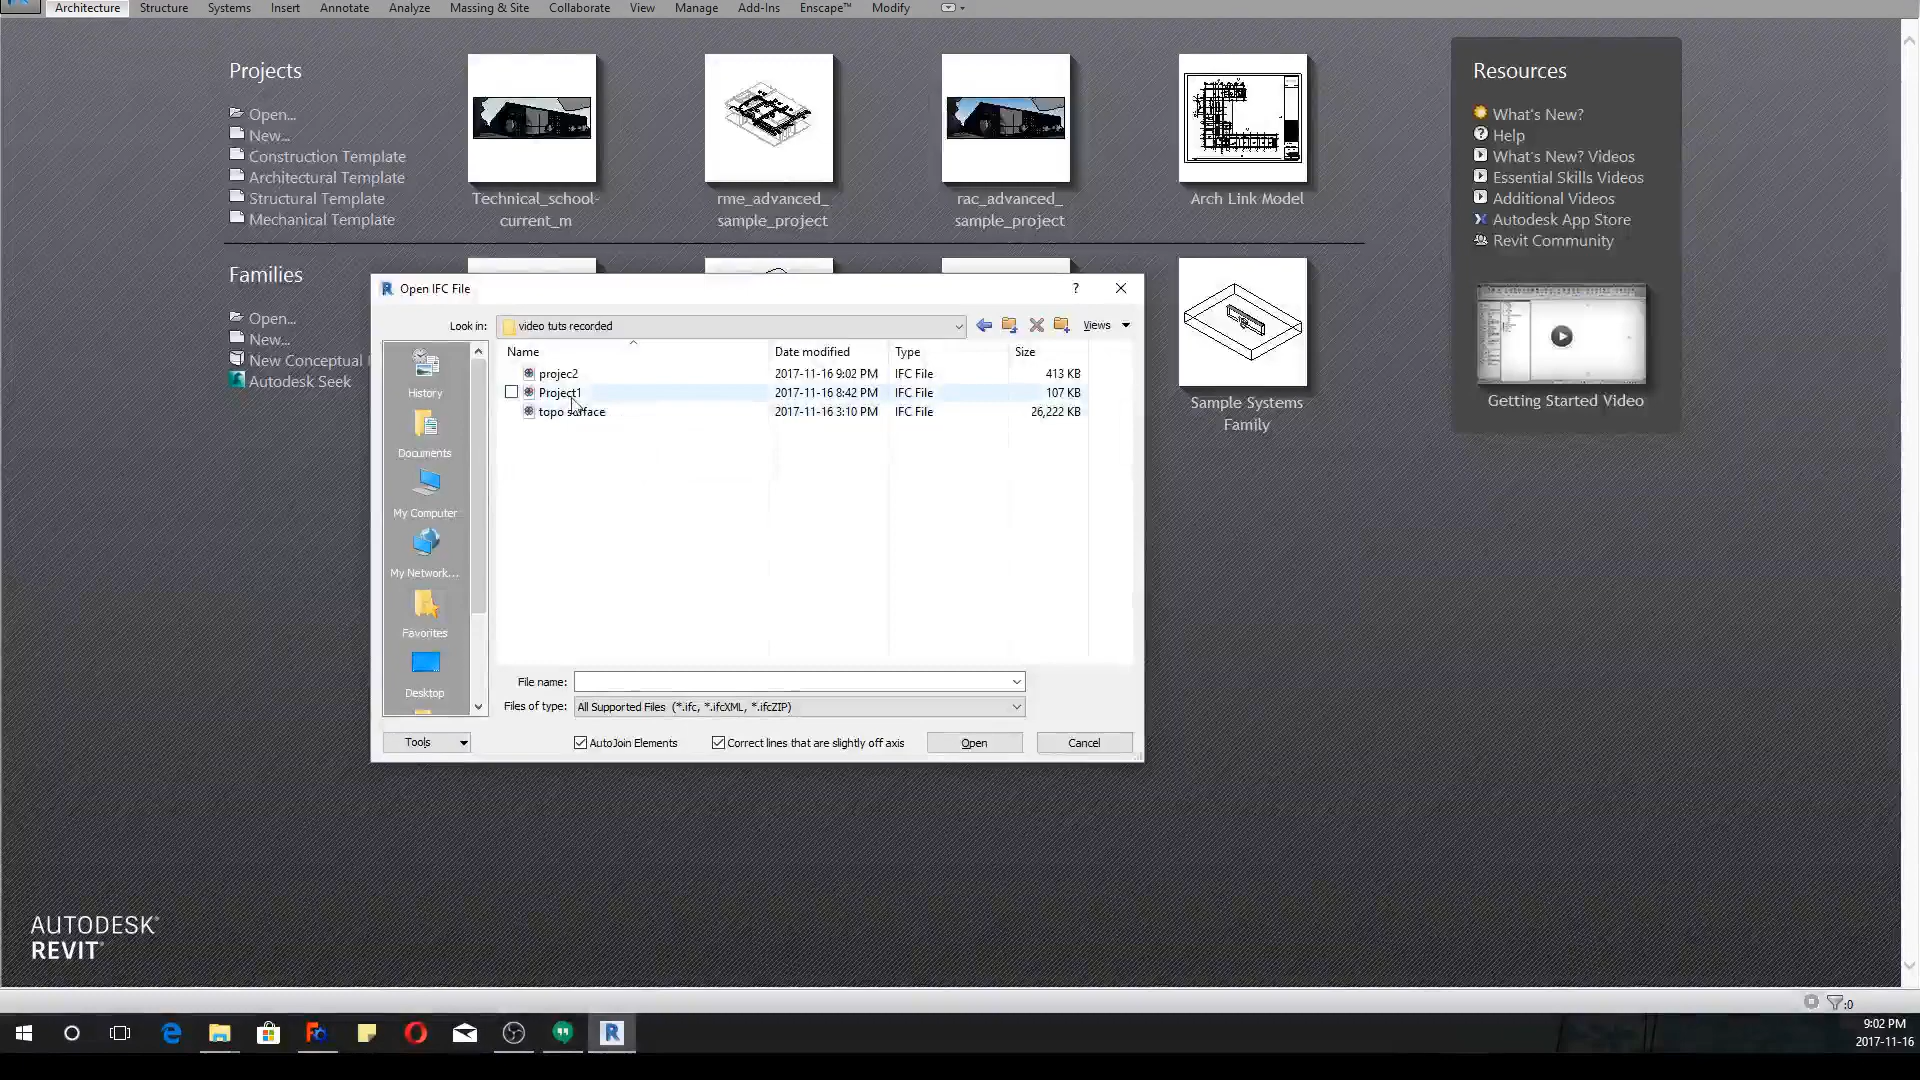 Architecture Structure Systems Insert Annotate Analyze Massing & Site Collaborate View Manage Add-Ins Enscape™ Modify
Projects
Open...
New...
Construction Template
Architectural Template
Structural Template
Mechanical Template
Technical_school-
current_m
rme_advanced_
sample_project
rac_advanced_
sample_project
Arch Link Model
Resources
What's New?
Help
What's New? Videos
Essential Skills Videos
Additional Videos
Autodesk App Store
Revit Community
Getting Started Video
Families
Open...
New...
New Conceptual
Autodesk Seek
Sample Systems
Family
Open IFC File
Look in: video tuts recorded Views
Name Date modified Type Size
projec2 2017-11-16 9:02 PM IFC File 413 KB
Project1 2017-11-16 8:42 PM IFC File 107 KB
topo surface 2017-11-16 3:10 PM IFC File 26,222 KB
History
Documents
My Computer
My Network...
Favorites
Desktop
File name:
Files of type: All Supported Files (*.ifc, *.ifcXML, *.ifcZIP)
Tools AutoJoin Elements Correct lines that are slightly off axis Open Cancel
AUTODESK®
REVIT®
:0
9:02 PM
2017-11-16